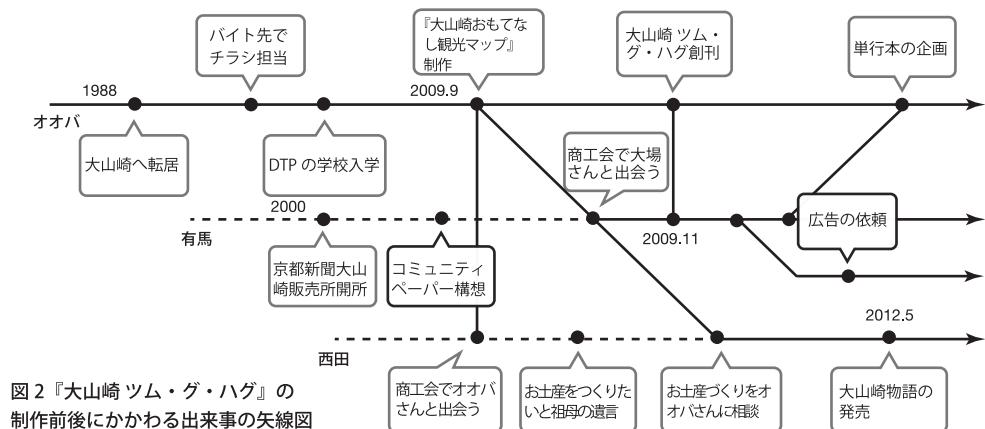 バイト先で
チラシ担当
『大山崎おもてな
し観光マップ』
制作
大山崎 ツム・
グ・ハグ創刊
単行本の企画
1988
2009.9
オオバ
大山崎へ転居
DTP の学校入学
商工会で大場
さんと出会う
2000
有馬
2009.11
広告の依頼
京都新聞大山
崎販売所開所
コミュニティ
ペーパー構想
2012.5
西田
商工会でオオバ
さんと出会う
お土産をつくりた
いと祖母の遺言
お土産づくりをオ
オバさんに相談
大山崎物語の
発売
図 2『大山崎 ツム・グ・ハグ』の
制作前後にかかわる出来事の矢線図